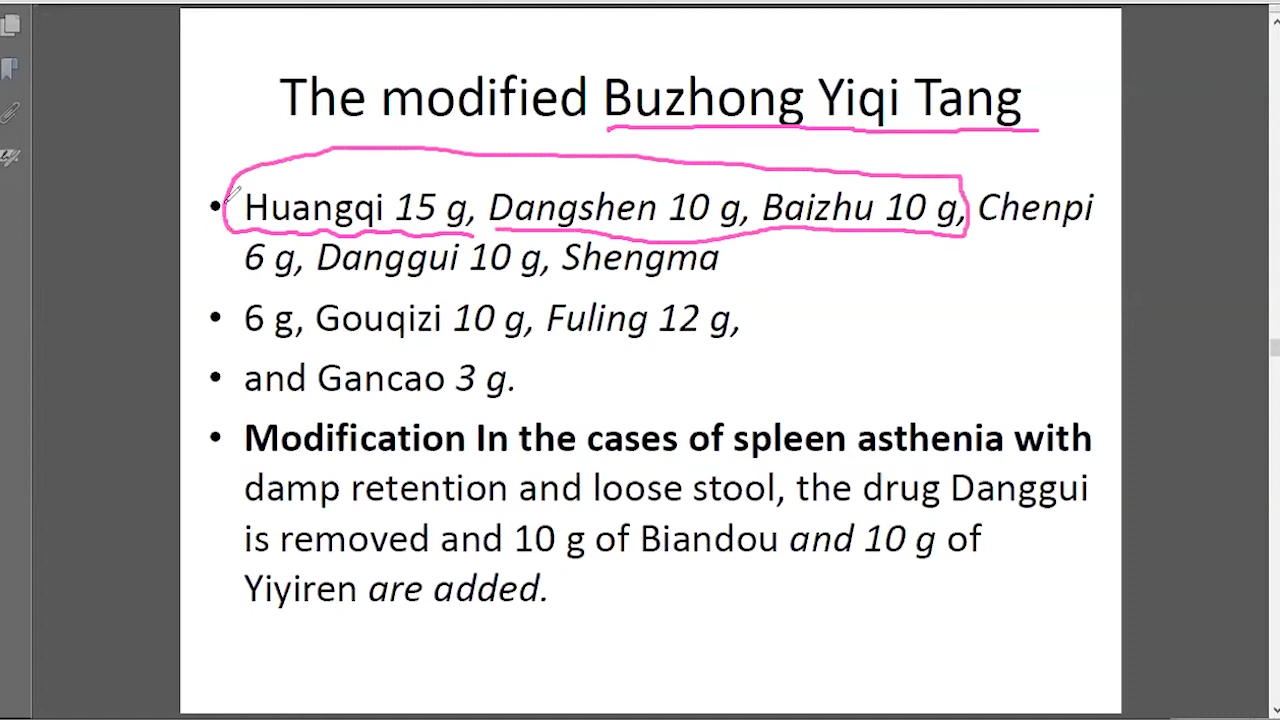 The modified Buzhong Yiqi Tang
• Huangqi 15 g, Dangshen 10 g, Baizhu 10 g, Chenpi
6 g, Danggui 10 g, Shengma
• 6 g, Gouqizi 10 g, Fuling 12 g,
• and Gancao 3 g.
• Modification In the cases of spleen asthenia with
damp retention and loose stool, the drug Danggui
is removed and 10 g of Biandou and 10 g of
Yiyiren are added.